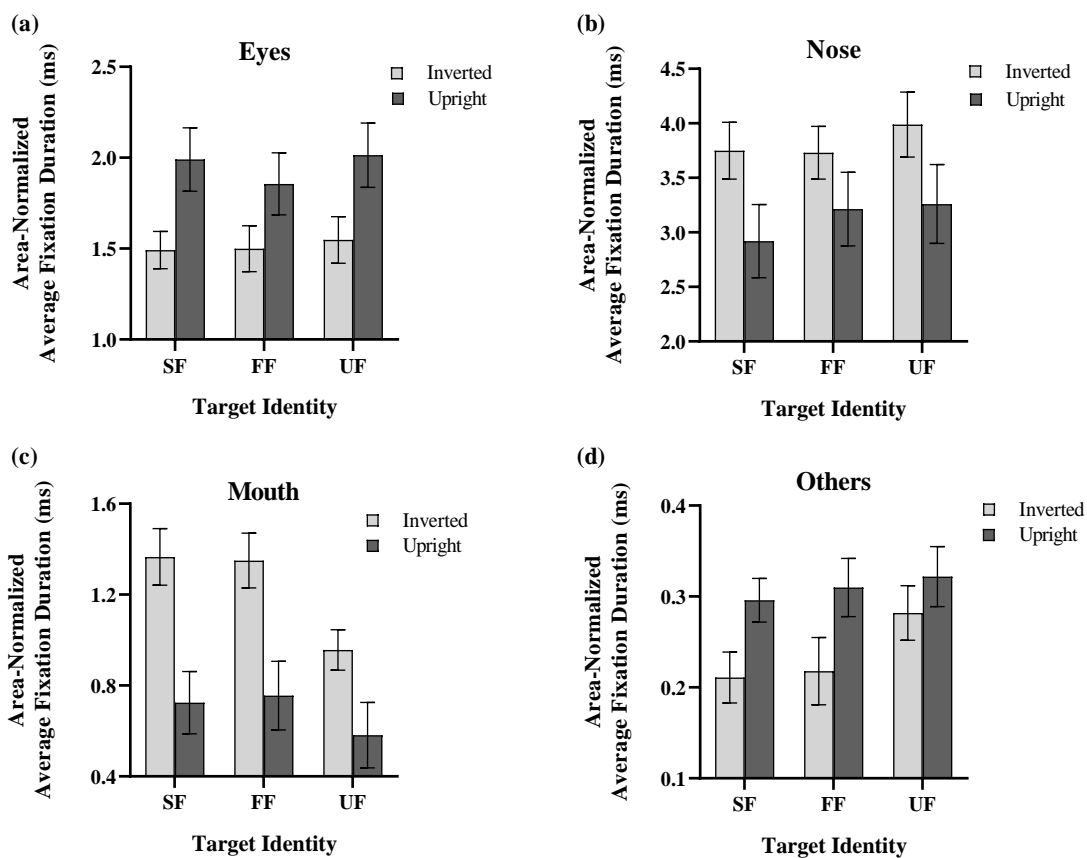 (a)
Eyes
Area-Normalized
Average Fixation Duration (ms)
2.5
2.0
1.5
1.0
Inverted
Upright
SF FF UF
Target Identity
(b)
Nose
Area-Normalized
Average Fixation Duration (ms)
4.5
4.0
3.5
3.0
2.5
2.0
Inverted
Upright
SF FF UF
Target Identity
(c)
Mouth
Area-Normalized
Average Fixation Duration (ms)
1.6
1.2
0.8
0.4
Inverted
Upright
SF FF UF
Target Identity
(d)
Others
Area-Normalized
Average Fixation Duration (ms)
0.4
0.3
0.2
0.1
Inverted
Upright
SF FF UF
Target Identity